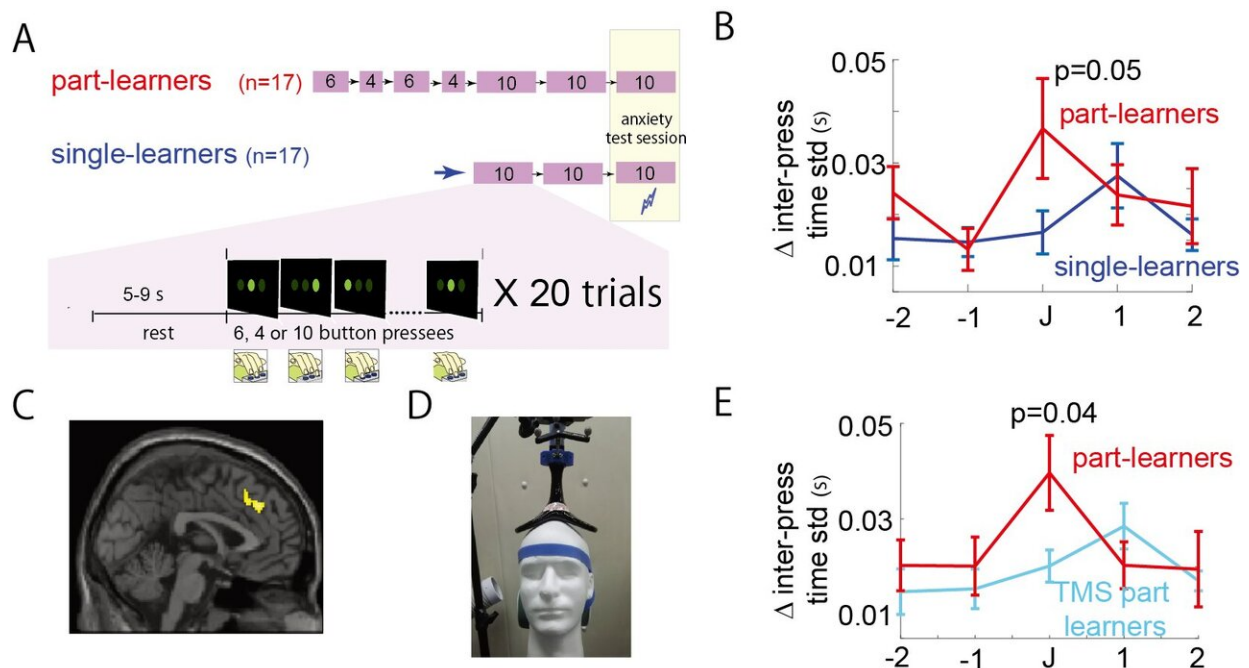 A
part-learners (n=17)
6 4 6 4 10 10 10
anxiety
test session
single-learners (n=17)
10 10 10
5-9 s
rest
6, 4 or 10 button pressees
X 20 trials
B
0.05
0.03
0.01
Δ inter-press
time std (s)
p=0.05
part-learners
single-learners
-2 -1 J 1 2
C
D
E
0.05
0.03
0.01
Δ inter-press
time std (s)
p=0.04
part-learners
TMS part
learners
-2 -1 J 1 2